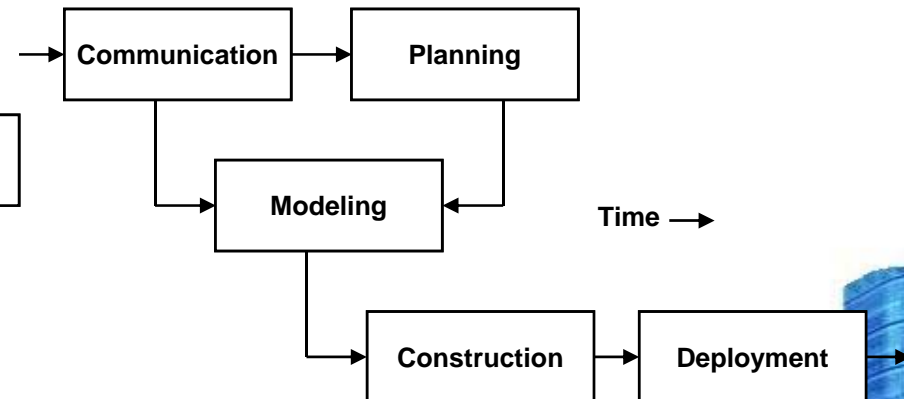 Communication
Planning
Modeling
Time
Construction
Deployment